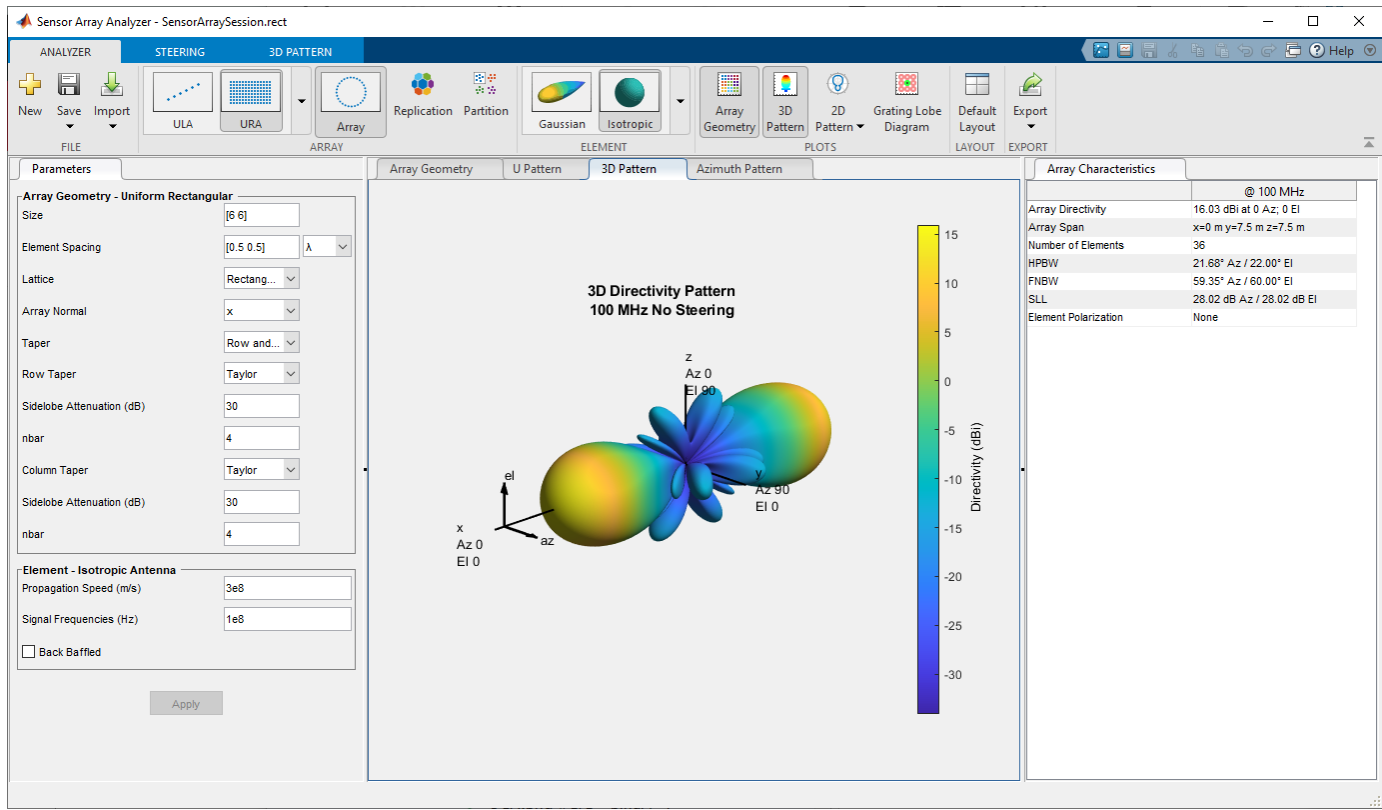 Sensor Array Analyzer - SensorArraySession.rect
ANALYZER STEERING 3D PATTERN
Help
New Save Import
ULA URA Array
Replication Partition
Gaussian Isotropic
Array Geometry
3D Pattern
2D Pattern
Grating Lobe Diagram
Default Layout
Export
FILE ARRAY ELEMENT PLOTS LAYOUT EXPORT
Parameters
Array Geometry - Uniform Rectangular
Size [6 6]
Element Spacing [0.5 0.5] λ
Lattice Rectang...
Array Normal x
Taper Row and...
Row Taper Taylor
Sidelobe Attenuation (dB) 30
nbar 4
Column Taper Taylor
Sidelobe Attenuation (dB) 30
nbar 4
Element - Isotropic Antenna
Propagation Speed (m/s) 3e8
Signal Frequencies (Hz) 1e8
Back Baffled
Apply
Array Geometry U Pattern 3D Pattern Azimuth Pattern
3D Directivity Pattern
100 MHz No Steering
z
Az 0
El 90
y
Az 90
El 0
el
az
x
Az 0
El 0
15
10
5
0
-5
-10
-15
-20
-25
-30
Directivity (dBi)
Array Characteristics
@ 100 MHz
Array Directivity 16.03 dBi at 0 Az; 0 El
Array Span x=0 m y=7.5 m z=7.5 m
Number of Elements 36
HPBW 21.68° Az / 22.00° El
FNBW 59.35° Az / 60.00° El
SLL 28.02 dB Az / 28.02 dB El
Element Polarization None